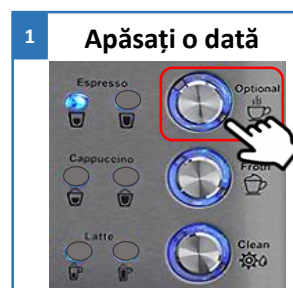 1 Apăsați o dată
Espresso
Optional
Cappuccino
Froth
Latte
Clean